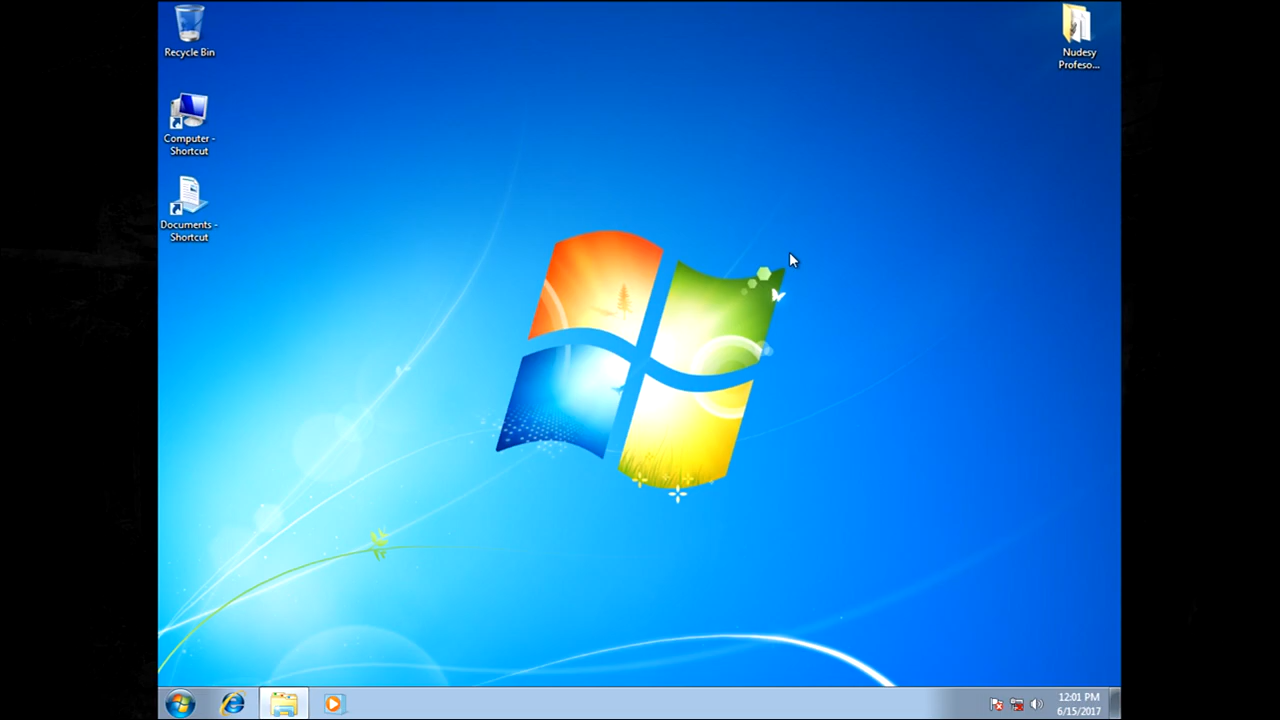 Recycle Bin
Computer -
Shortcut
Documents -
Shortcut
Nudesy
Profeso...
12:01 PM
6/15/2017